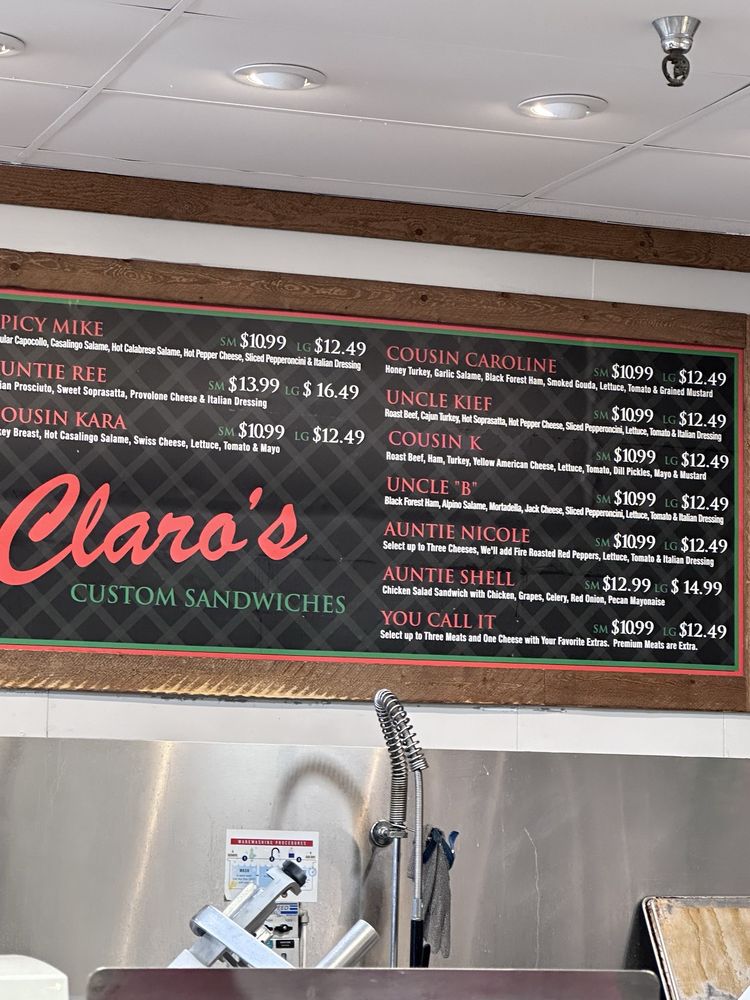 PICY MIKE SM $10.99 LG $12.49
ular Capocollo, Casalingo Salame, Hot Calabrese Salame, Hot Pepper Cheese, Sliced Pepperoncini & Italian Dressing
UNTIE REE SM $13.99 LG $ 16.49
ian Prosciuto, Sweet Soprasatta, Provolone Cheese & Italian Dressing
OUSIN KARA SM $10.99 LG $12.49
key Breast, Hot Casalingo Salame, Swiss Cheese, Lettuce, Tomato & Mayo
Claro's
CUSTOM SANDWICHES
COUSIN CAROLINE SM $10.99 LG $12.49
Honey Turkey, Garlic Salame, Black Forest Ham, Smoked Gouda, Lettuce, Tomato & Grained Mustard
UNCLE KIEF SM $10.99 LG $12.49
Roast Beef, Cajun Turkey, Hot Soprasatta, Hot Pepper Cheese, Sliced Pepperoncini, Lettuce, Tomato & Italian Dressing
COUSIN K SM $10.99 LG $12.49
Roast Beef, Ham, Turkey, Yellow American Cheese, Lettuce, Tomato, Dill Pickles, Mayo & Mustard
UNCLE "B" SM $10.99 LG $12.49
Black Forest Ham, Alpino Salame, Mortadella, Jack Cheese, Sliced Pepperoncini, Lettuce, Tomato & Italian Dressing
AUNTIE NICOLE SM $10.99 LG $12.49
Select up to Three Cheeses, We'll add Fire Roasted Red Peppers, Lettuce, Tomato & Italian Dressing
AUNTIE SHELL SM $12.99 LG $ 14.99
Chicken Salad Sandwich with Chicken, Grapes, Celery, Red Onion, Pecan Mayonaise
YOU CALL IT SM $10.99 LG $12.49
Select up to Three Meats and One Cheese with Your Favorite Extras. Premium Meats are Extra.
WAREWASHING PROCEDURES
WASH